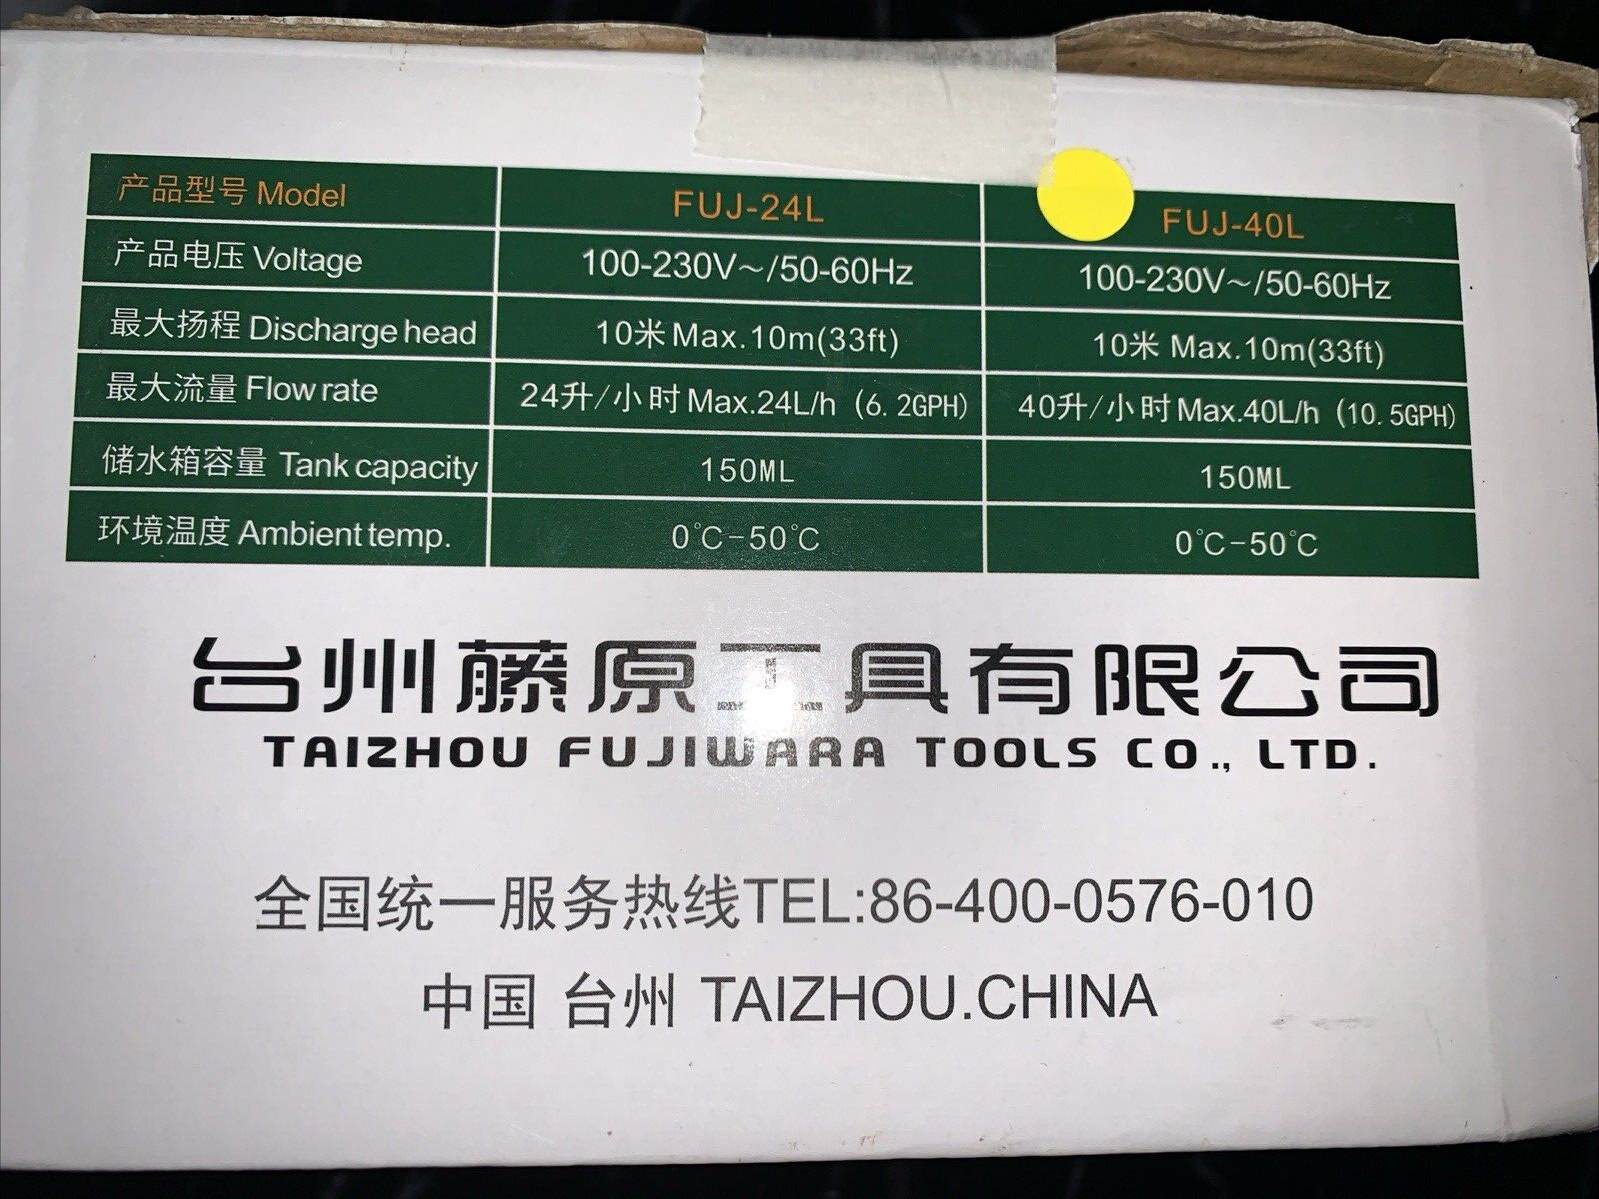 产品型号 Model FUJ-24L FUJ-40L
产品电压 Voltage 100-230V~/50-60Hz 100-230V~/50-60Hz
最大扬程 Discharge head 10米 Max.10m(33ft) 10米 Max.10m(33ft)
最大流量 Flow rate 24升/小时 Max.24L/h (6.2GPH) 40升/小时 Max.40L/h (10.5GPH)
储水箱容量 Tank capacity 150ML 150ML
环境温度 Ambient temp. 0℃-50℃ 0℃-50℃
台州藤原工具有限公司
TAIZHOU FUJIWARA TOOLS CO., LTD.
全国统一服务热线TEL:86-400-0576-010
中国 台州 TAIZHOU.CHINA